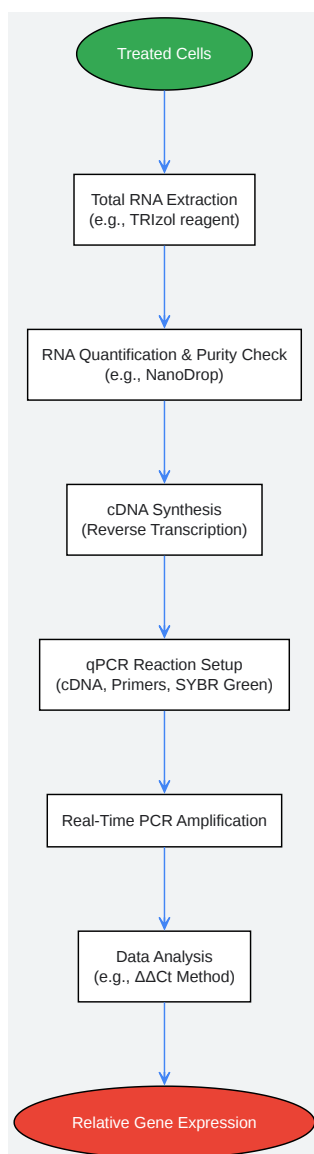 Treated Cells
Total RNA Extraction
(e.g., TRIzol reagent)
RNA Quantification & Purity Check
(e.g., NanoDrop)
cDNA Synthesis
(Reverse Transcription)
qPCR Reaction Setup
(cDNA, Primers, SYBR Green)
Real-Time PCR Amplification
Data Analysis
(e.g., ΔΔCt Method)
Relative Gene Expression